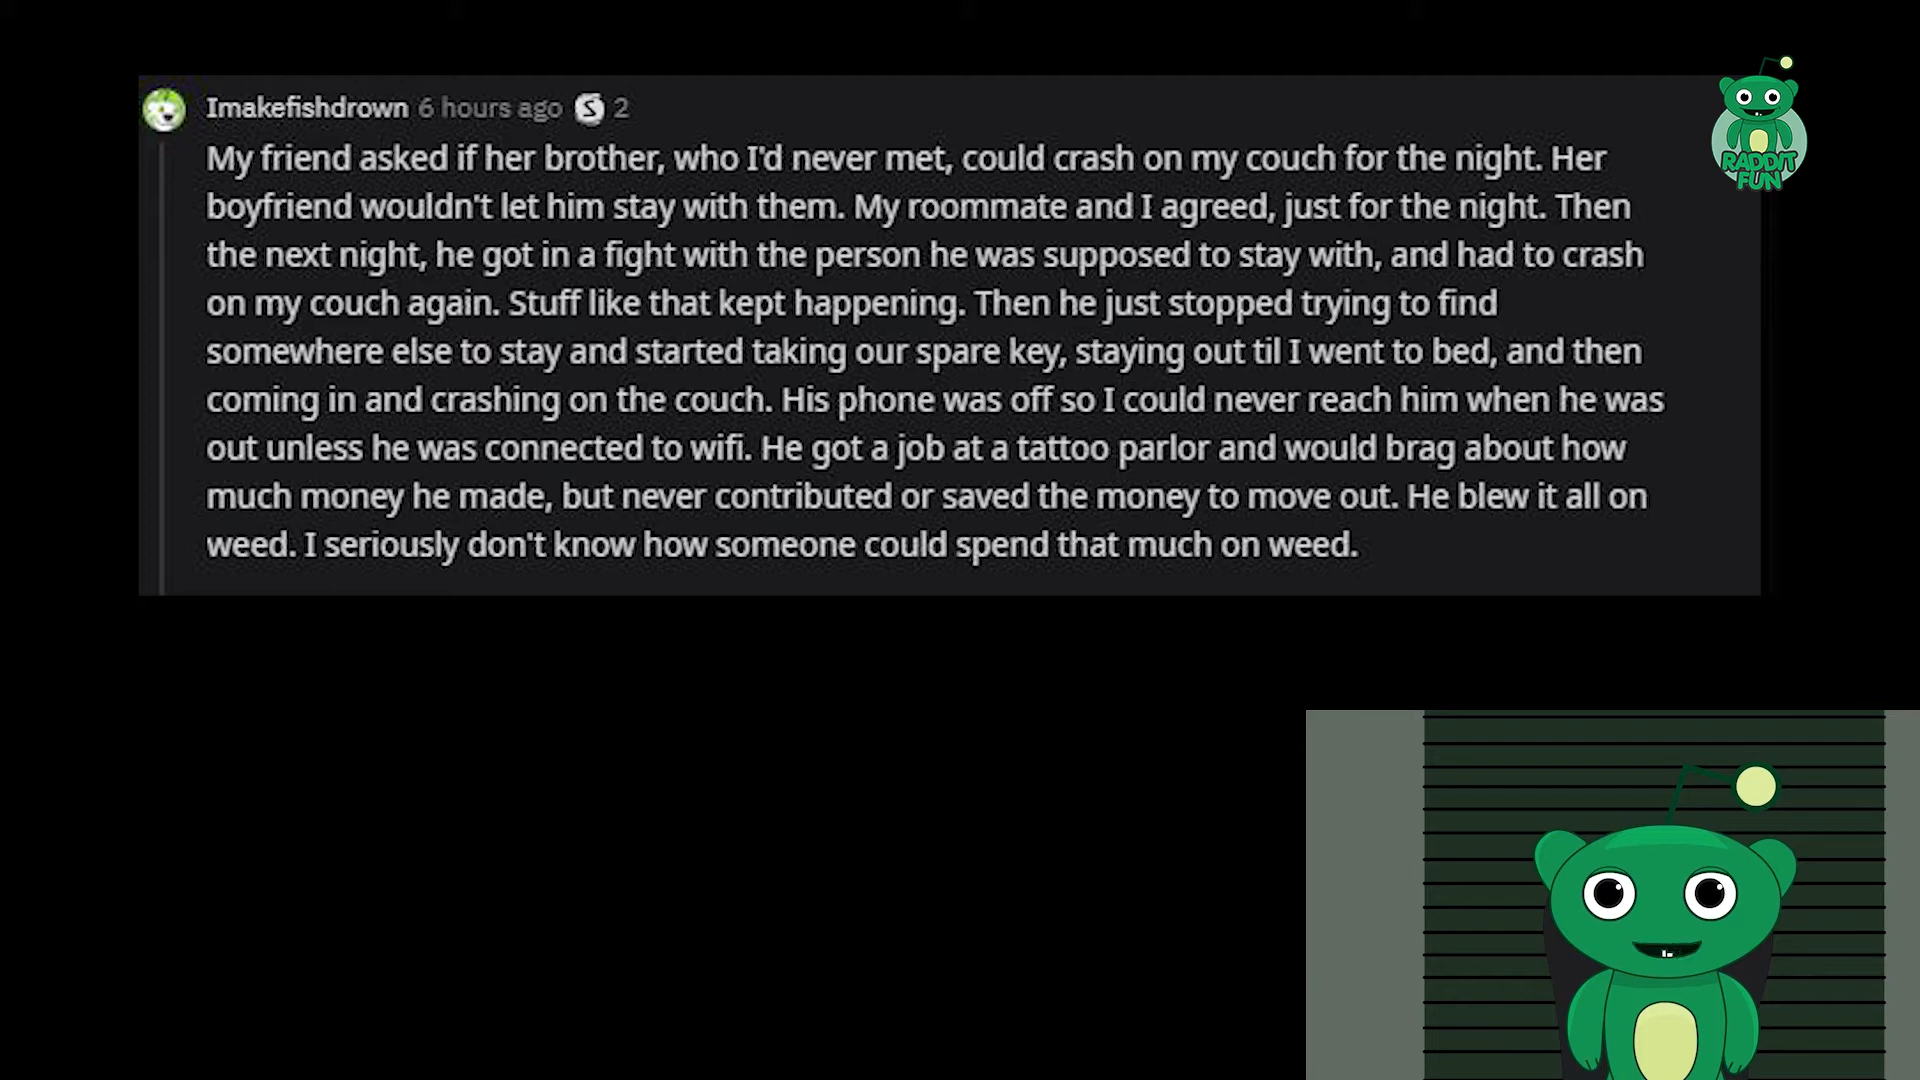 Imakefishdrown 6 hours ago S 2
My friend asked if her brother, who I'd never met, could crash on my couch for the night. Her
boyfriend wouldn't let him stay with them. My roommate and I agreed, just for the night. Then
the next night, he got in a fight with the person he was supposed to stay with, and had to crash
on my couch again. Stuff like that kept happening. Then he just stopped trying to find
somewhere else to stay and started taking our spare key, staying out til I went to bed, and then
coming in and crashing on the couch. His phone was off so I could never reach him when he was
out unless he was connected to wifi. He got a job at a tattoo parlor and would brag about how
much money he made, but never contributed or saved the money to move out. He blew it all on
weed. I seriously don't know how someone could spend that much on weed.
RADDIT
FUN